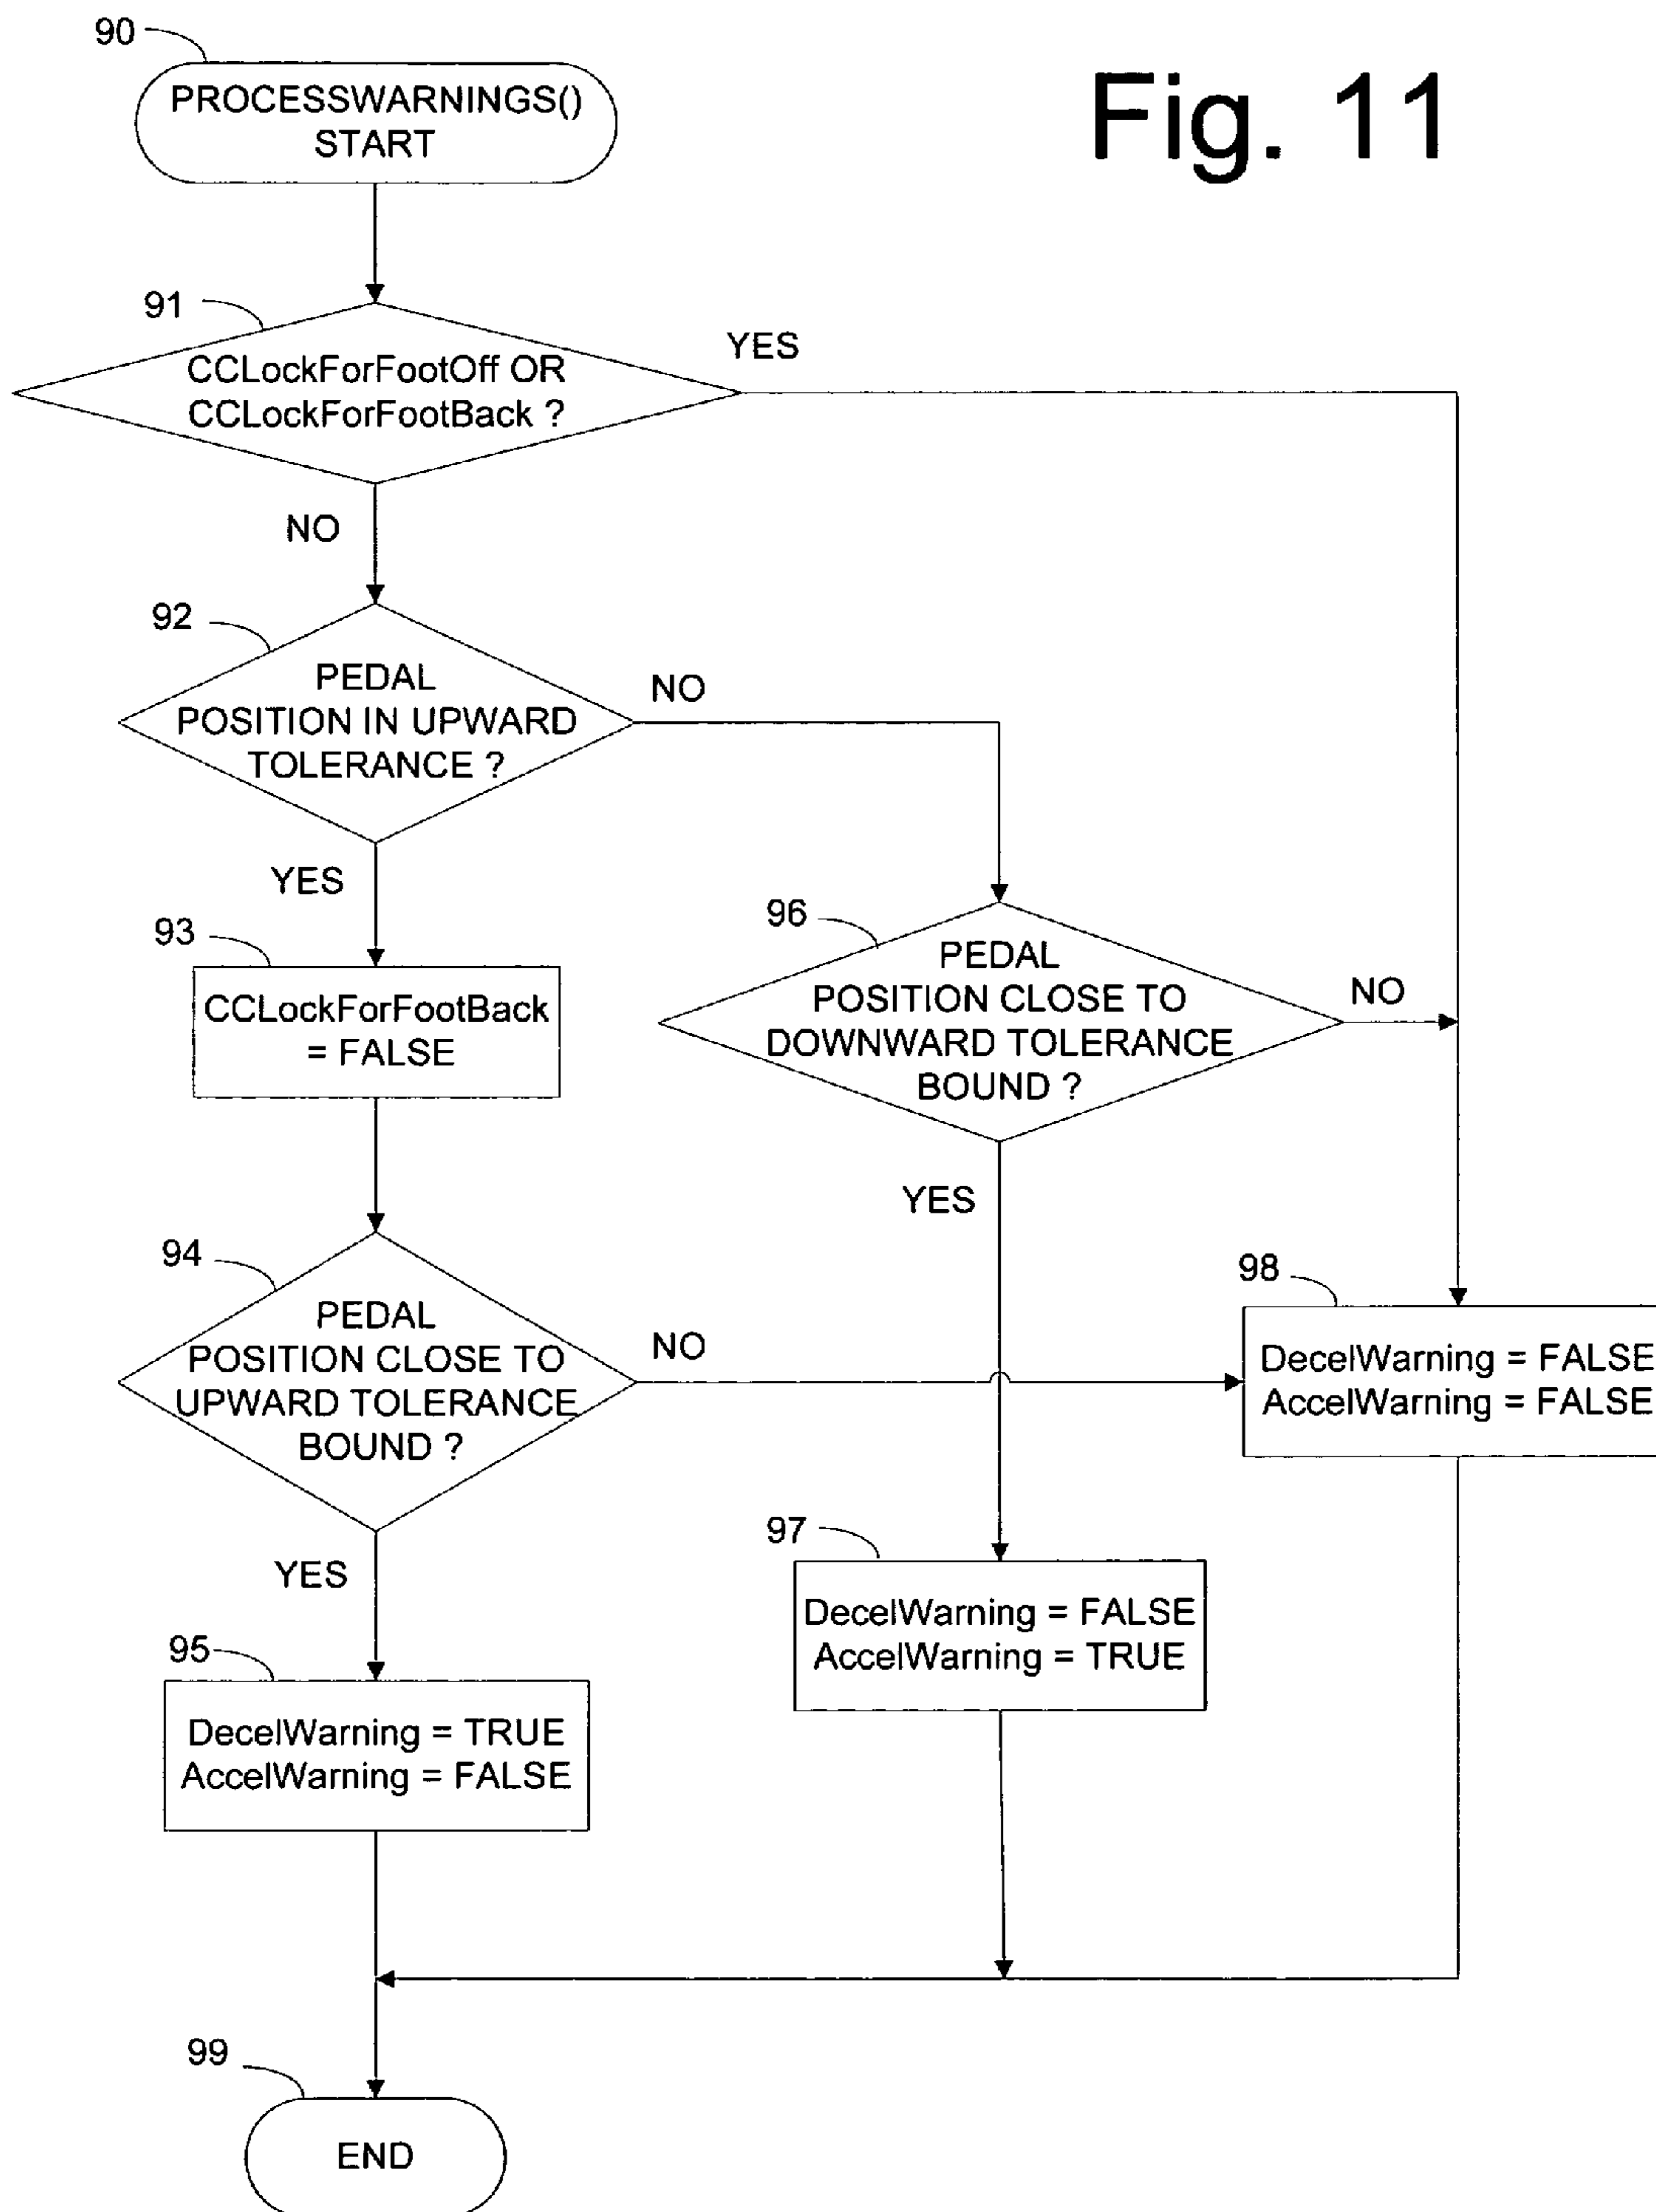 Fig. 11
90
PROCESSWARNINGS()
START
91
CCLockForFootOff OR
CCLockForFootBack ?
YES
NO
92
PEDAL
POSITION IN UPWARD
TOLERANCE ?
NO
YES
93
CCLockForFootBack
= FALSE
96
PEDAL
POSITION CLOSE TO
DOWNWARD TOLERANCE
BOUND ?
NO
YES
94
PEDAL
POSITION CLOSE TO
UPWARD TOLERANCE
BOUND ?
NO
YES
98
DecelWarning = FALSE
AccelWarning = FALSE
97
DecelWarning = FALSE
AccelWarning = TRUE
95
DecelWarning = TRUE
AccelWarning = FALSE
99
END